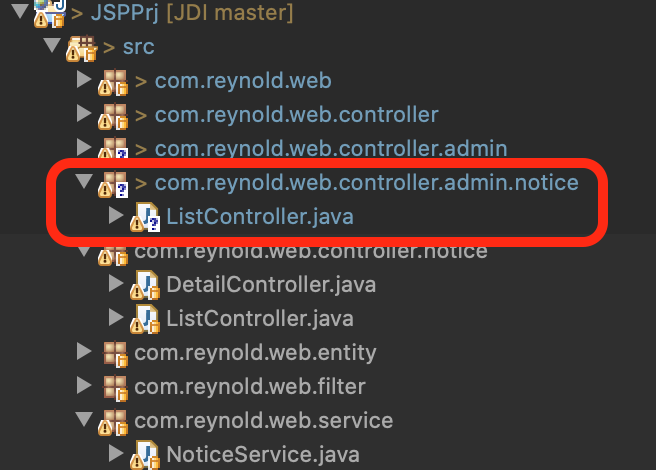 > JSPPrj [JDI master]
> src
> com.reynold.web
> com.reynold.web.controller
> com.reynold.web.controller.admin
> com.reynold.web.controller.admin.notice
ListController.java
com.reynold.web.controller.notice
DetailController.java
ListController.java
com.reynold.web.entity
com.reynold.web.filter
com.reynold.web.service
NoticeService.java